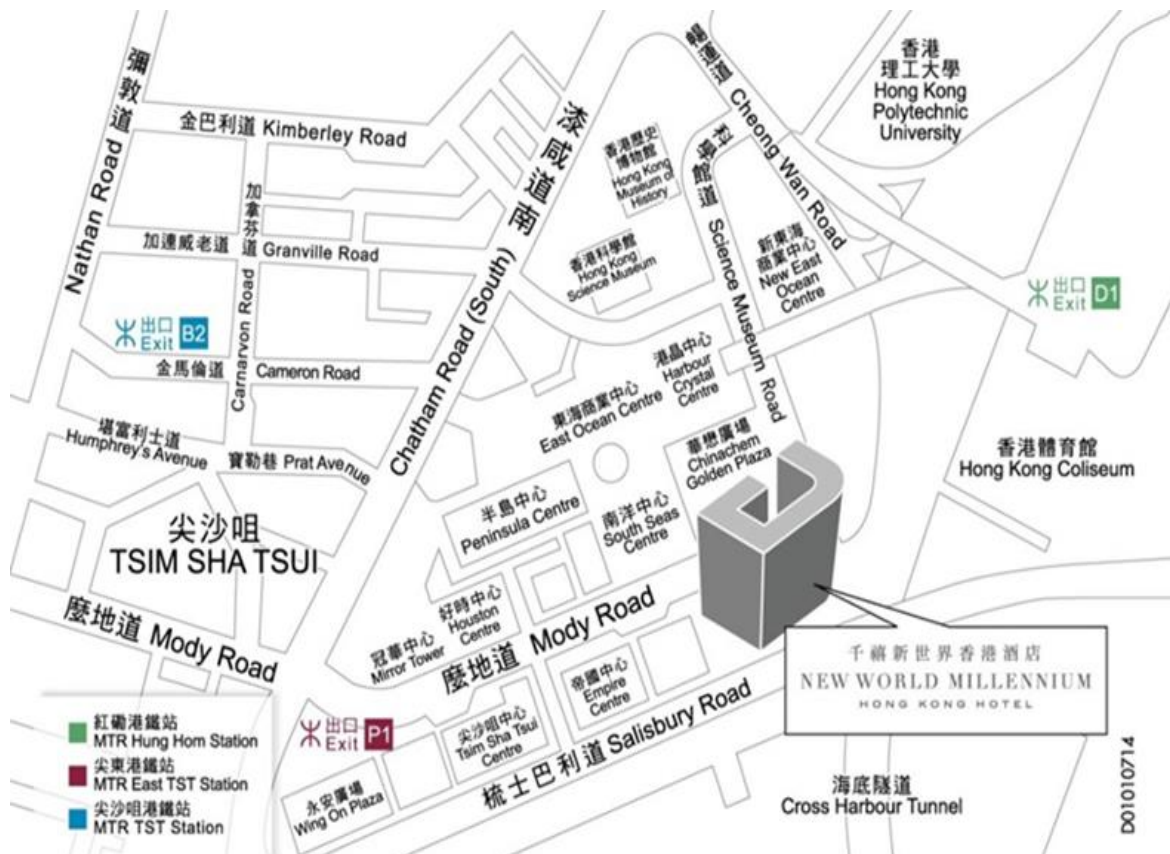 彌敦道 Nathan Road
金巴利道 Kimberley Road
加拿芬道 Carnarvon Road
加連威老道 Granville Road
出口
Exit B2
金馬倫道 Cameron Road
堪富利士道
Humphrey's Avenue
寶勒巷 Prat Avenue
尖沙咀
TSIM SHA TSUI
麼地道 Mody Road
漆咸道南
Chatham Road (South)
暢運道 Cheong Wan Road
科學館道 Science Museum Road
香港
理工大學
Hong Kong
Polytechnic
University
香港歷史
博物館
Hong Kong
Museum of
History
香港科學館
Hong Kong
Science Museum
新東海
商業中心
New East
Ocean
Centre
出口
Exit D1
港晶中心
Harbour
Crystal
Centre
東海商業中心
East Ocean Centre
華懋廣場
Chinachem
Golden Plaza
香港體育館
Hong Kong Coliseum
半島中心
Peninsula Centre
南洋中心
South Seas
Centre
好時中心
Houston
Centre
冠華中心
Mirror Tower
麼地道 Mody Road
帝國中心
Empire
Centre
尖沙咀中心
Tsim Sha Tsui
Centre
出口
Exit P1
永安廣場
Wing On Plaza
梳士巴利道 Salisbury Road
千禧新世界香港酒店
NEW WORLD MILLENNIUM
HONG KONG HOTEL
海底隧道
Cross Harbour Tunnel
紅磡港鐵站
MTR Hung Hom Station
尖東港鐵站
MTR East TST Station
尖沙咀港鐵站
MTR TST Station
D01010714